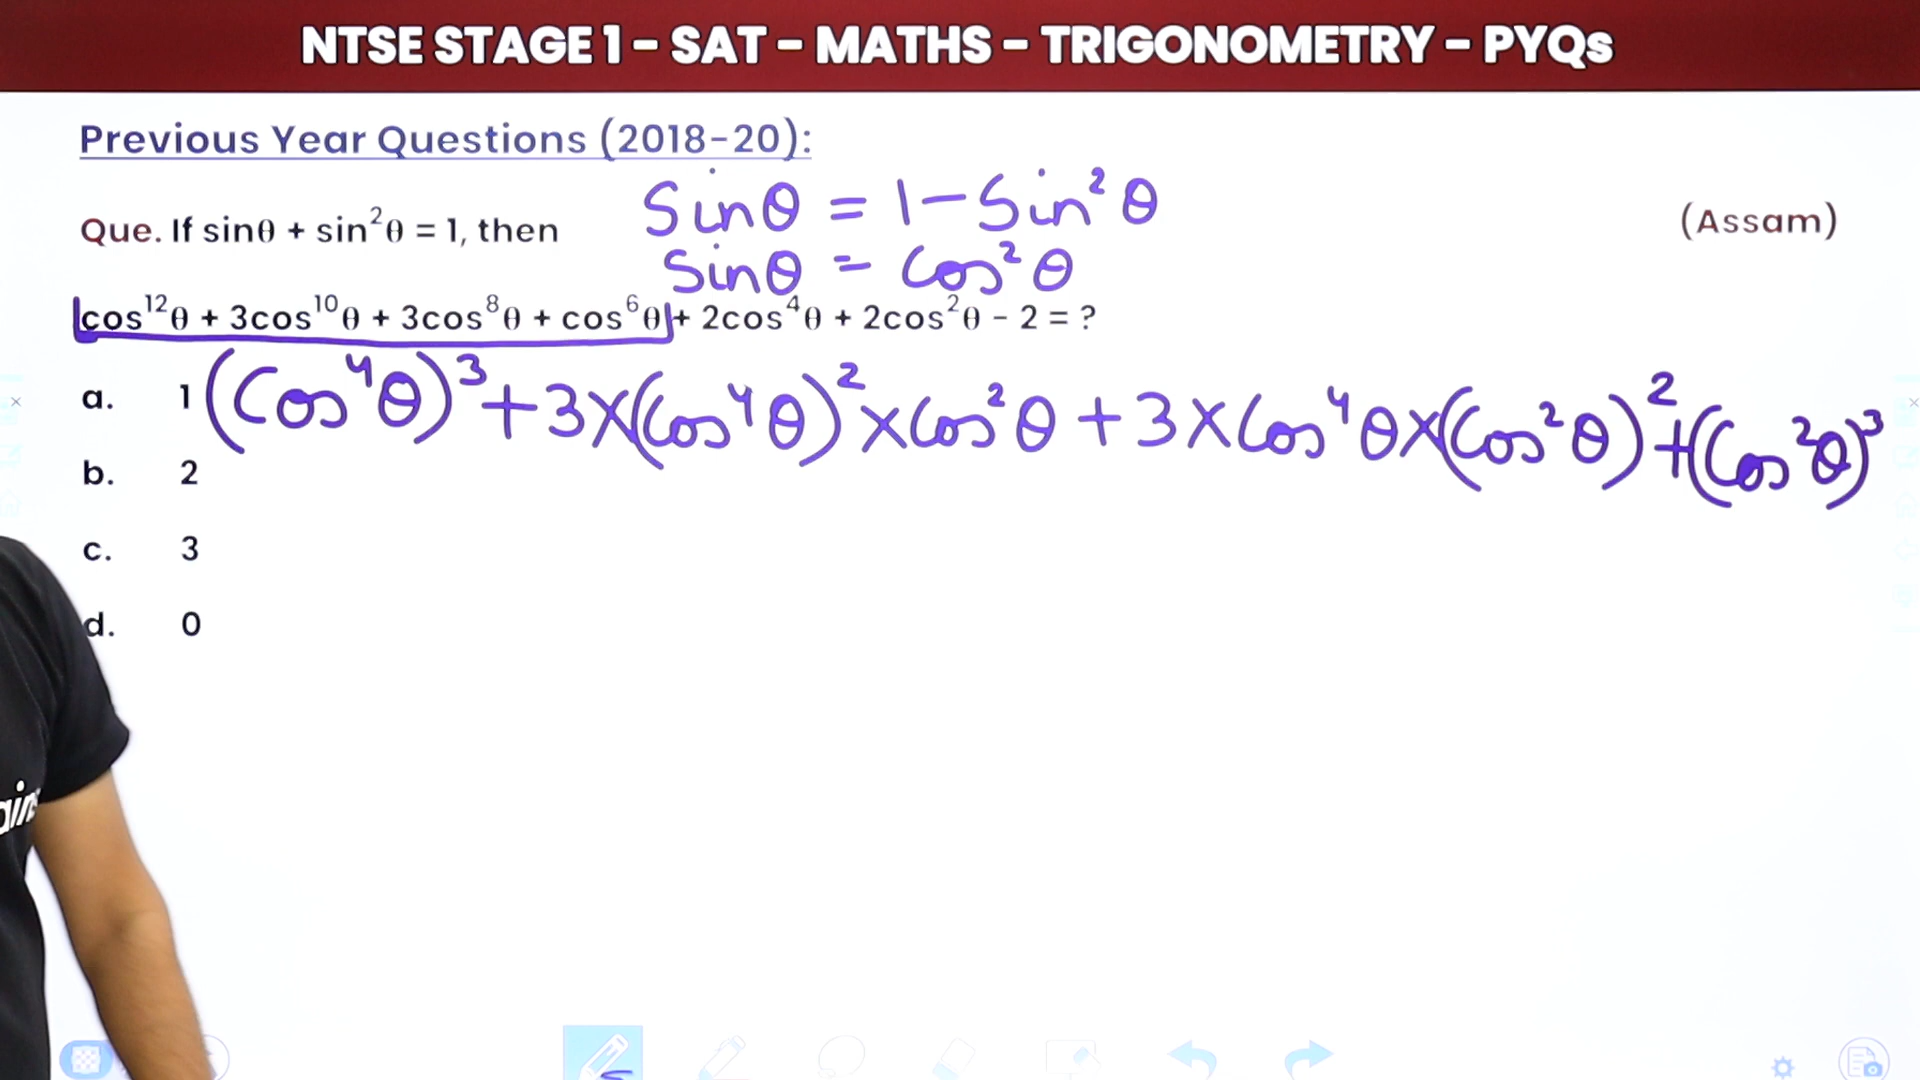 NTSE STAGE 1 – SAT – MATHS – TRIGONOMETRY – PYQs
Previous Year Questions (2018-20):
Que. If sinθ + sin²θ = 1, then
Sinθ = 1 – Sin²θ
(Assam)
Sinθ = Cos²θ
cos¹²θ + 3cos¹⁰θ + 3cos⁸θ + cos⁶θ + 2cos⁴θ + 2cos²θ - 2 = ?
a. 1
(Cos⁴θ)³ + 3×(Cos⁴θ)² × Cos²θ + 3 × Cos⁴θ×(Cos²θ)² + (Cos²θ)³
b. 2
c. 3
d. 0